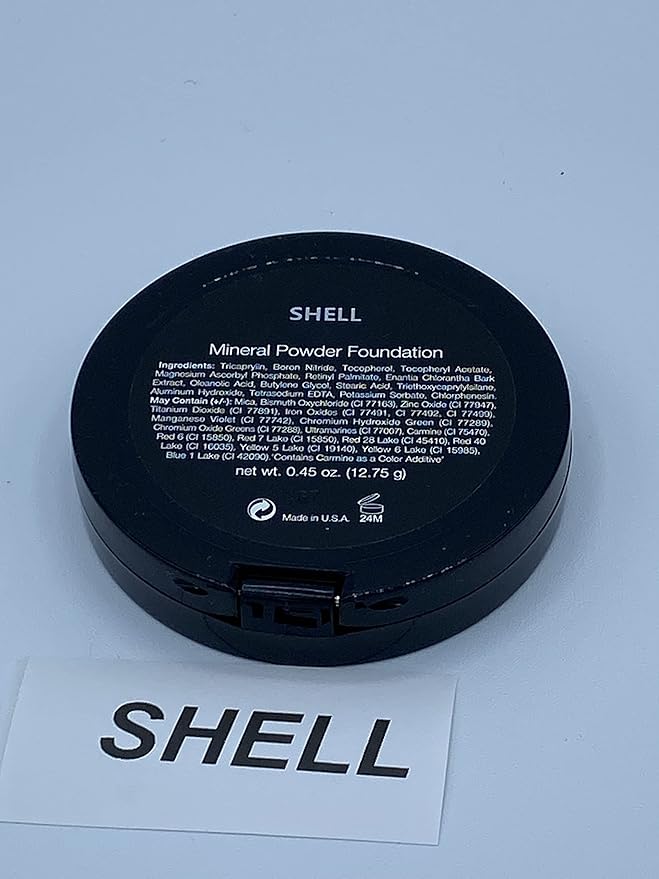 SHELL
Mineral Powder Foundation
Ingredients: Tricaprylin, Boron Nitride, Tocopherol, Tocopheryl Acetate,
Magnesium Ascorbyl Phosphate, Retinyl Palmitate, Enantia Chlorantha Bark
Extract, Oleanolic Acid, Butylene Glycol, Stearic Acid, Triethoxycaprylylsilane,
Aluminum Hydroxide, Tetrasodium EDTA, Potassium Sorbate, Chlorphenesin.
May Contain (+/-): Mica, Bismuth Oxychloride (CI 77163), Zinc Oxide (CI 77947),
Titanium Dioxide (CI 77891), Iron Oxides (CI 77491, CI 77492, CI 77499)
Manganese Violet (CI 77742), Chromium Hydroxide Green (CI 77289),
Chromium Oxide Greens (CI 77288), Ultramarines (CI 77007), Carmine (CI 75470),
Red 6 (CI 15850), Red 7 Lake (CI 15850), Red 28 Lake (CI 45410), Red 40
Lake (CI 16035), Yellow 5 Lake (CI 19140), Yellow 6 Lake (CI 15985),
Blue 1 Lake (CI 42090).*Contains Carmine as a Color Additive*
net wt. 0.45 oz. (12.75 g)
Made in U.S.A. 24M
SHELL